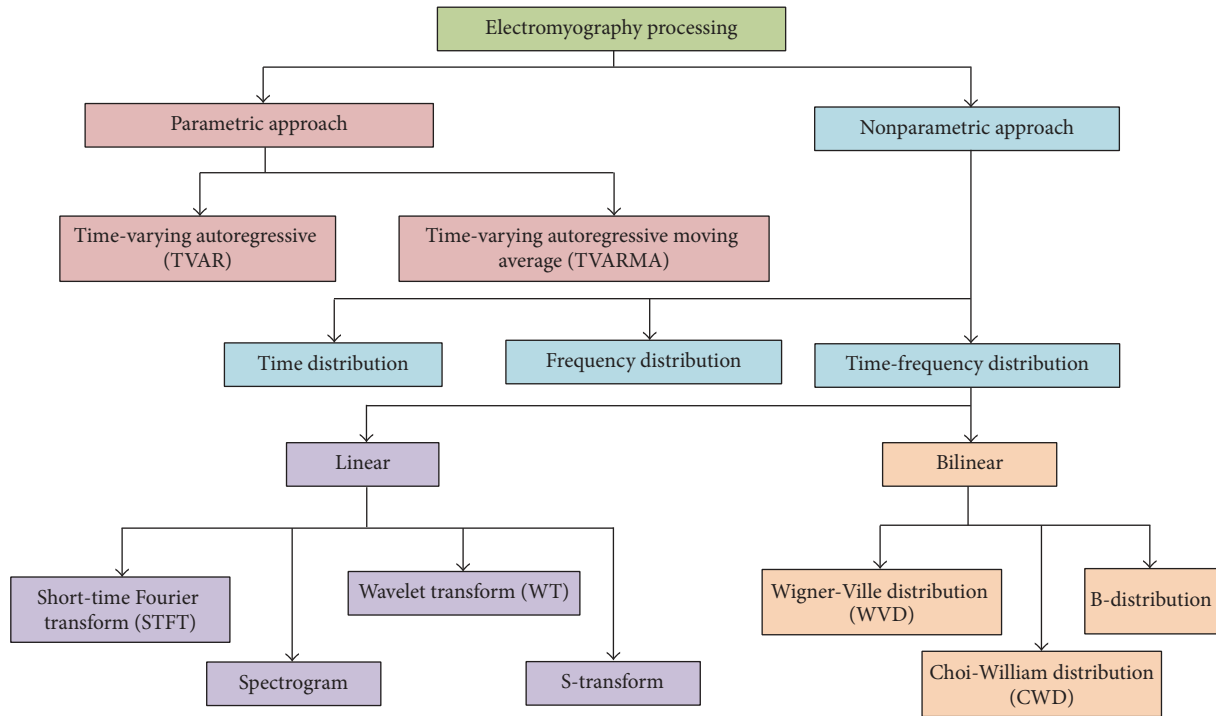 Electromyography processing
Parametric approach
Nonparametric approach
Time-varying autoregressive
(TVAR)
Time-varying autoregressive moving
average (TVARMA)
Time distribution
Frequency distribution
Time-frequency distribution
Linear
Bilinear
Short-time Fourier
transform (STFT)
Wavelet transform (WT)
Wigner-Ville distribution
(WVD)
B-distribution
Spectrogram
S-transform
Choi-William distribution
(CWD)